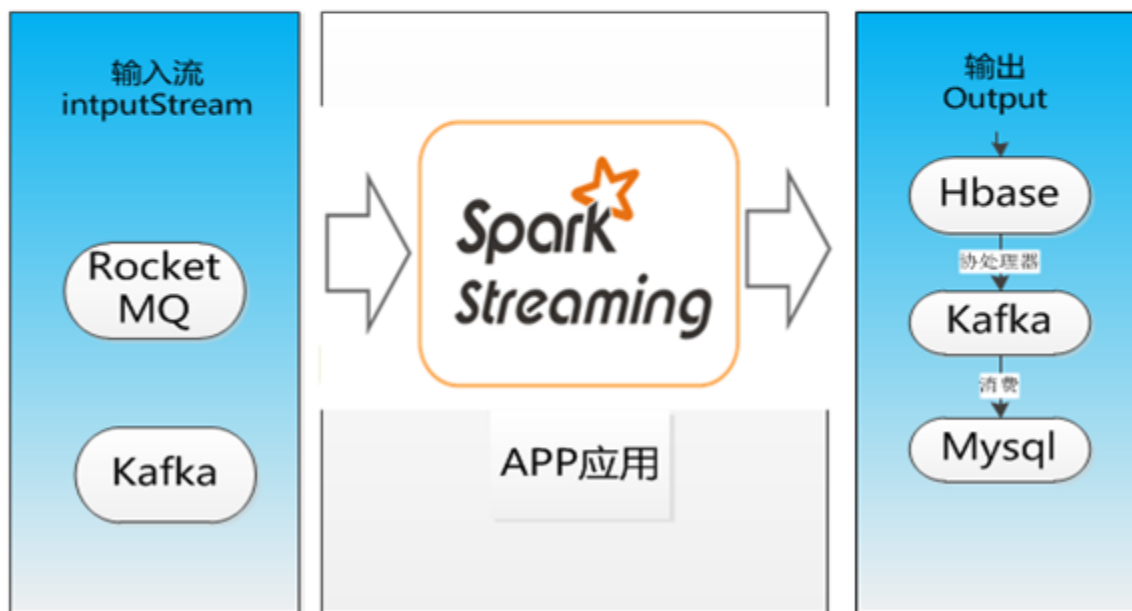 输入流
intputStream
Rocket
MQ
Kafka
Spark
Streaming
APP应用
输出
Output
Hbase
协处理器
Kafka
消费
Mysql